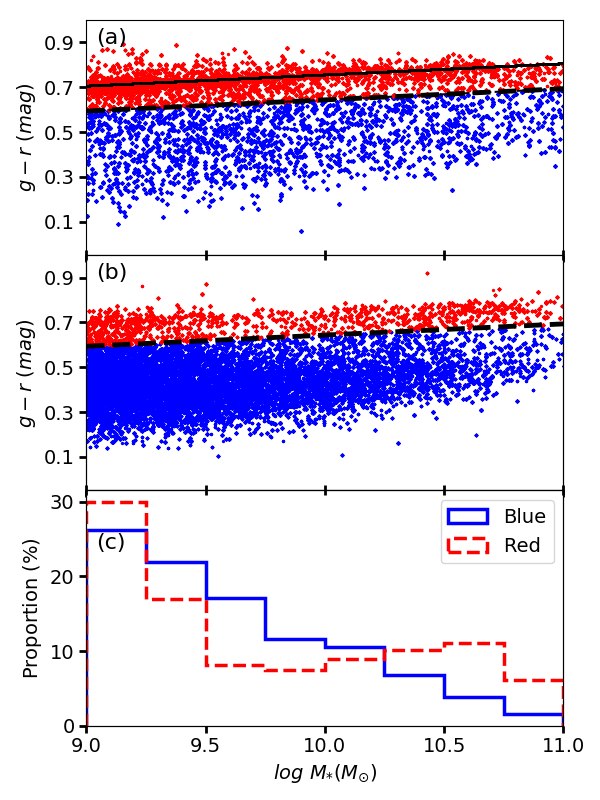 (a)
0.9
0.7
0.5
0.3
0.1
g − r (mag)
(b)
0.9
0.7
0.5
0.3
0.1
g − r (mag)
(c)
30
20
10
0
Proportion (%)
Blue
Red
9.0 9.5 10.0 10.5 11.0
log M*(M⊙)